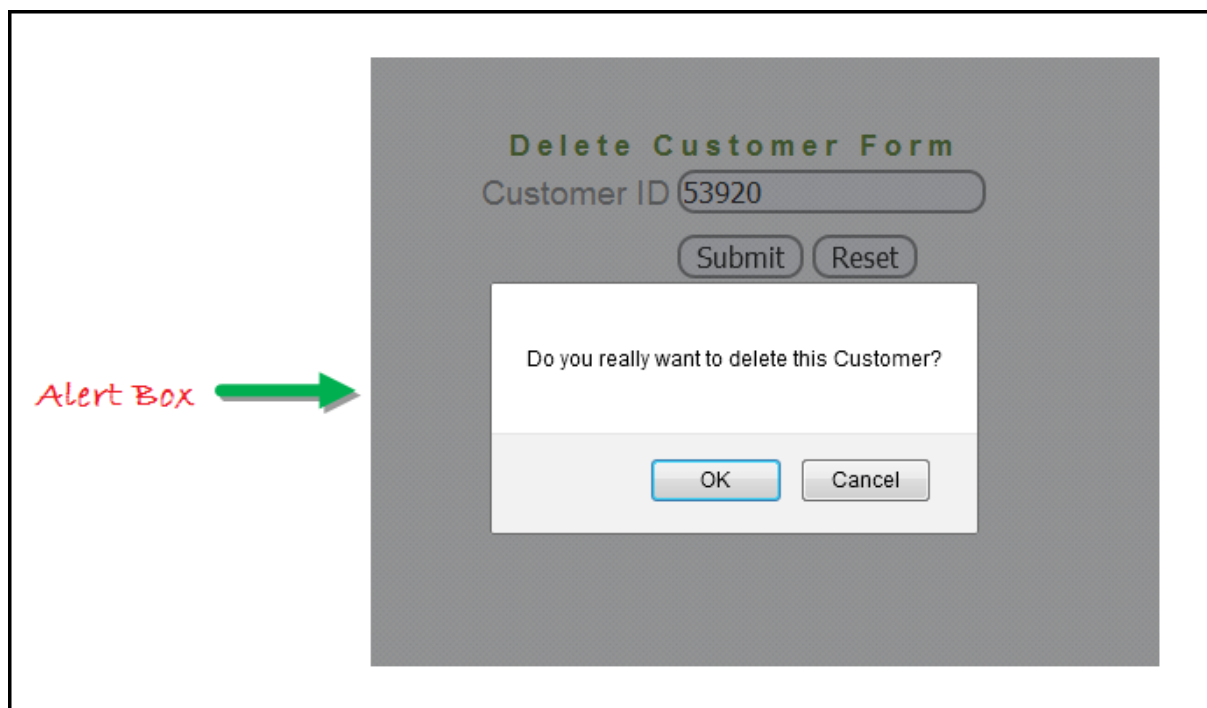 Delete Customer Form
Customer ID 53920
Submit Reset
Do you really want to delete this Customer?
Alert Box
OK Cancel